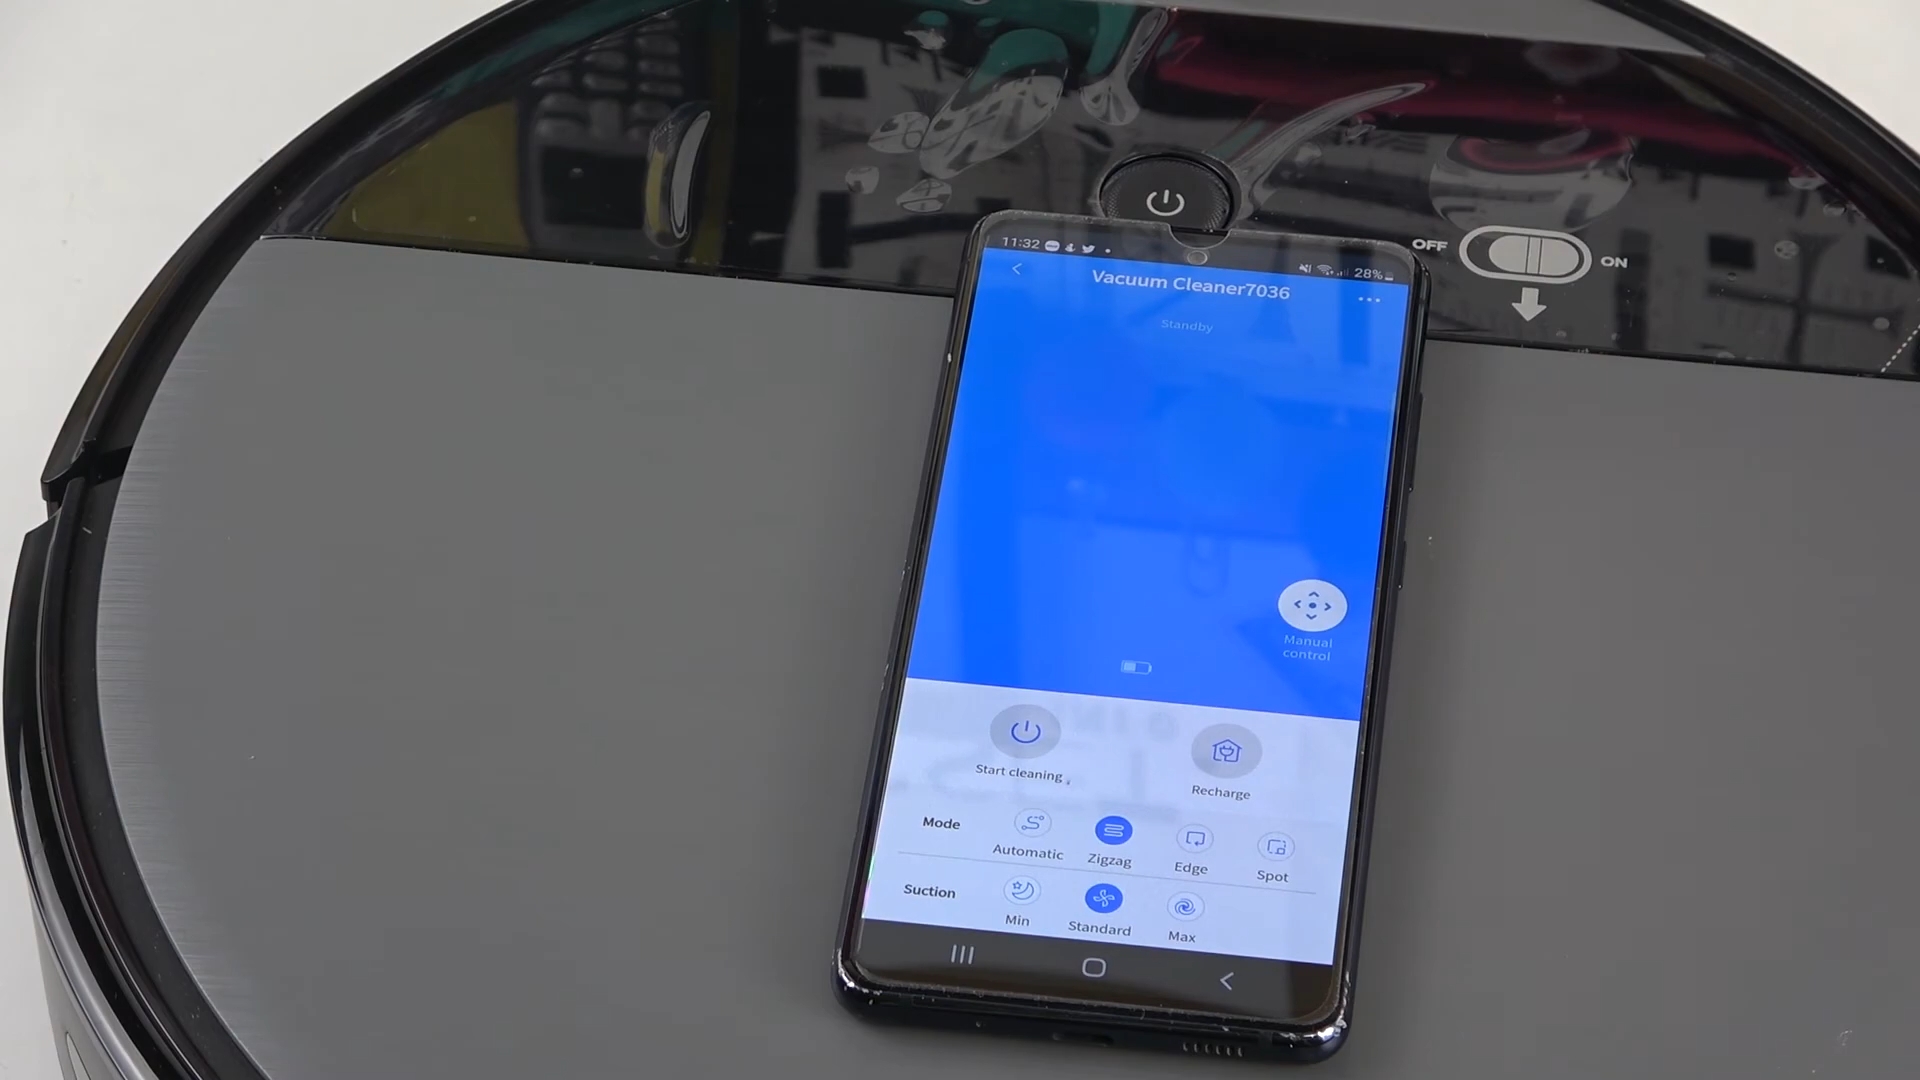 OFF
ON
11:32
28%
Vacuum Cleaner7036
Standby
Manual
control
Start cleaning
Recharge
Mode
Automatic
Zigzag
Edge
Spot
Suction
Min
Standard
Max